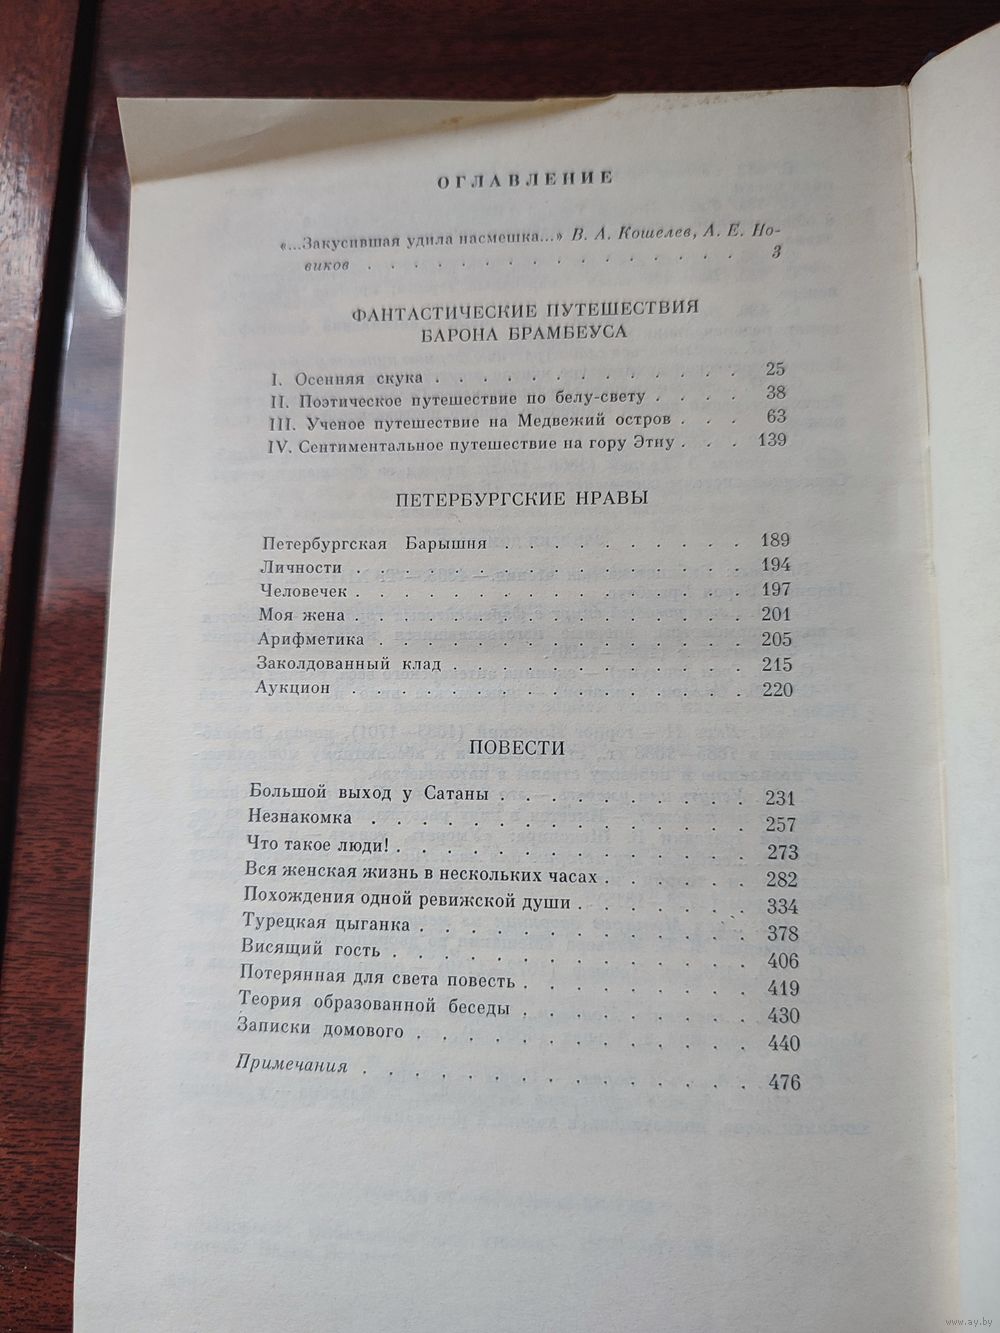 ОГЛАВЛЕНИЕ
«...Закусившая удила насмешка...» В. А. Кошелев, А. Е. Но-
виков . . . . . . . . . . . . . . 3
ФАНТАСТИЧЕСКИЕ ПУТЕШЕСТВИЯ
БАРОНА БРАМБЕУСА
I. Осенняя скука . . . . . . . . . . . 25
II. Поэтическое путешествие по белу-свету . . . . 38
III. Ученое путешествие на Медвежий остров . . . 63
IV. Сентиментальное путешествие на гору Этну . . . 139
ПЕТЕРБУРГСКИЕ НРАВЫ
Петербургская Барышня . . . . . . . . . 189
Личности . . . . . . . . . . . . . 194
Человечек . . . . . . . . . . . . . 197
Моя жена . . . . . . . . . . . . . 201
Арифметика . . . . . . . . . . . . 205
Заколдованный клад . . . . . . . . . . 215
Аукцион . . . . . . . . . . . . . 220
ПОВЕСТИ
Большой выход у Сатаны . . . . . . . . . 231
Незнакомка . . . . . . . . . . . . 257
Что такое люди! . . . . . . . . . . . 273
Вся женская жизнь в нескольких часах . . . . . 282
Похождения одной ревижской души . . . . . . 334
Турецкая цыганка . . . . . . . . . . . 378
Висящий гость . . . . . . . . . . . 406
Потерянная для света повесть . . . . . . . 419
Теория образованной беседы . . . . . . . . 430
Записки домового . . . . . . . . . . . 440
Примечания . . . . . . . . . . . . 476
www.ay.by